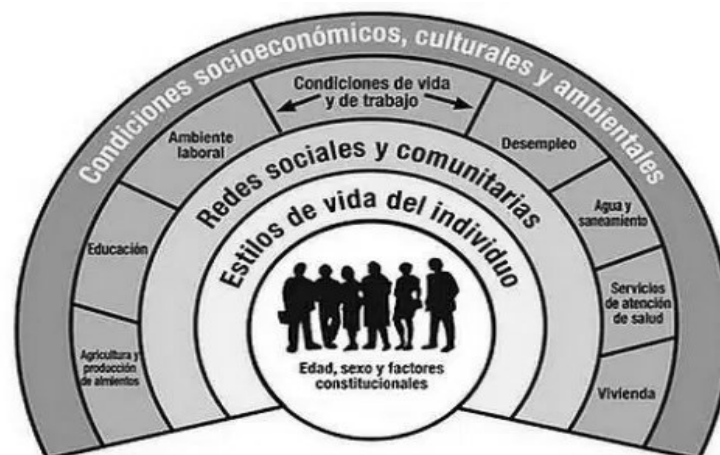 Condiciones socioeconómicos, culturales y ambientales
Condiciones de vida
y de trabajo
Ambiente
laboral
Desempleo
Redes sociales y comunitarias
Agua y
saneamiento
Educación
Estilos de vida del individuo
Servicios
de atención
de salud
Agricultura y
producción
de alimientos
Edad, sexo y factores
constitucionales
Vivienda